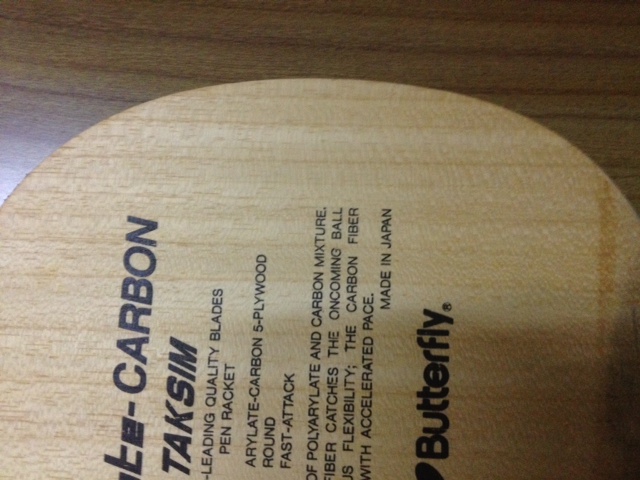 -CARBON
TAKSIM
-LEADING QUALITY BLADES
PEN RACKET
ARYLATE-CARBON 5-PLYWOOD
ROUND
FAST-ATTACK
OF POLYARYLATE AND CARBON MIXTURE.
FIBER CATCHES THE ONCOMING BALL
US FLEXIBILITY; THE CARBON FIBER
WITH ACCELERATED PACE.
MADE IN JAPAN
Butterfly®